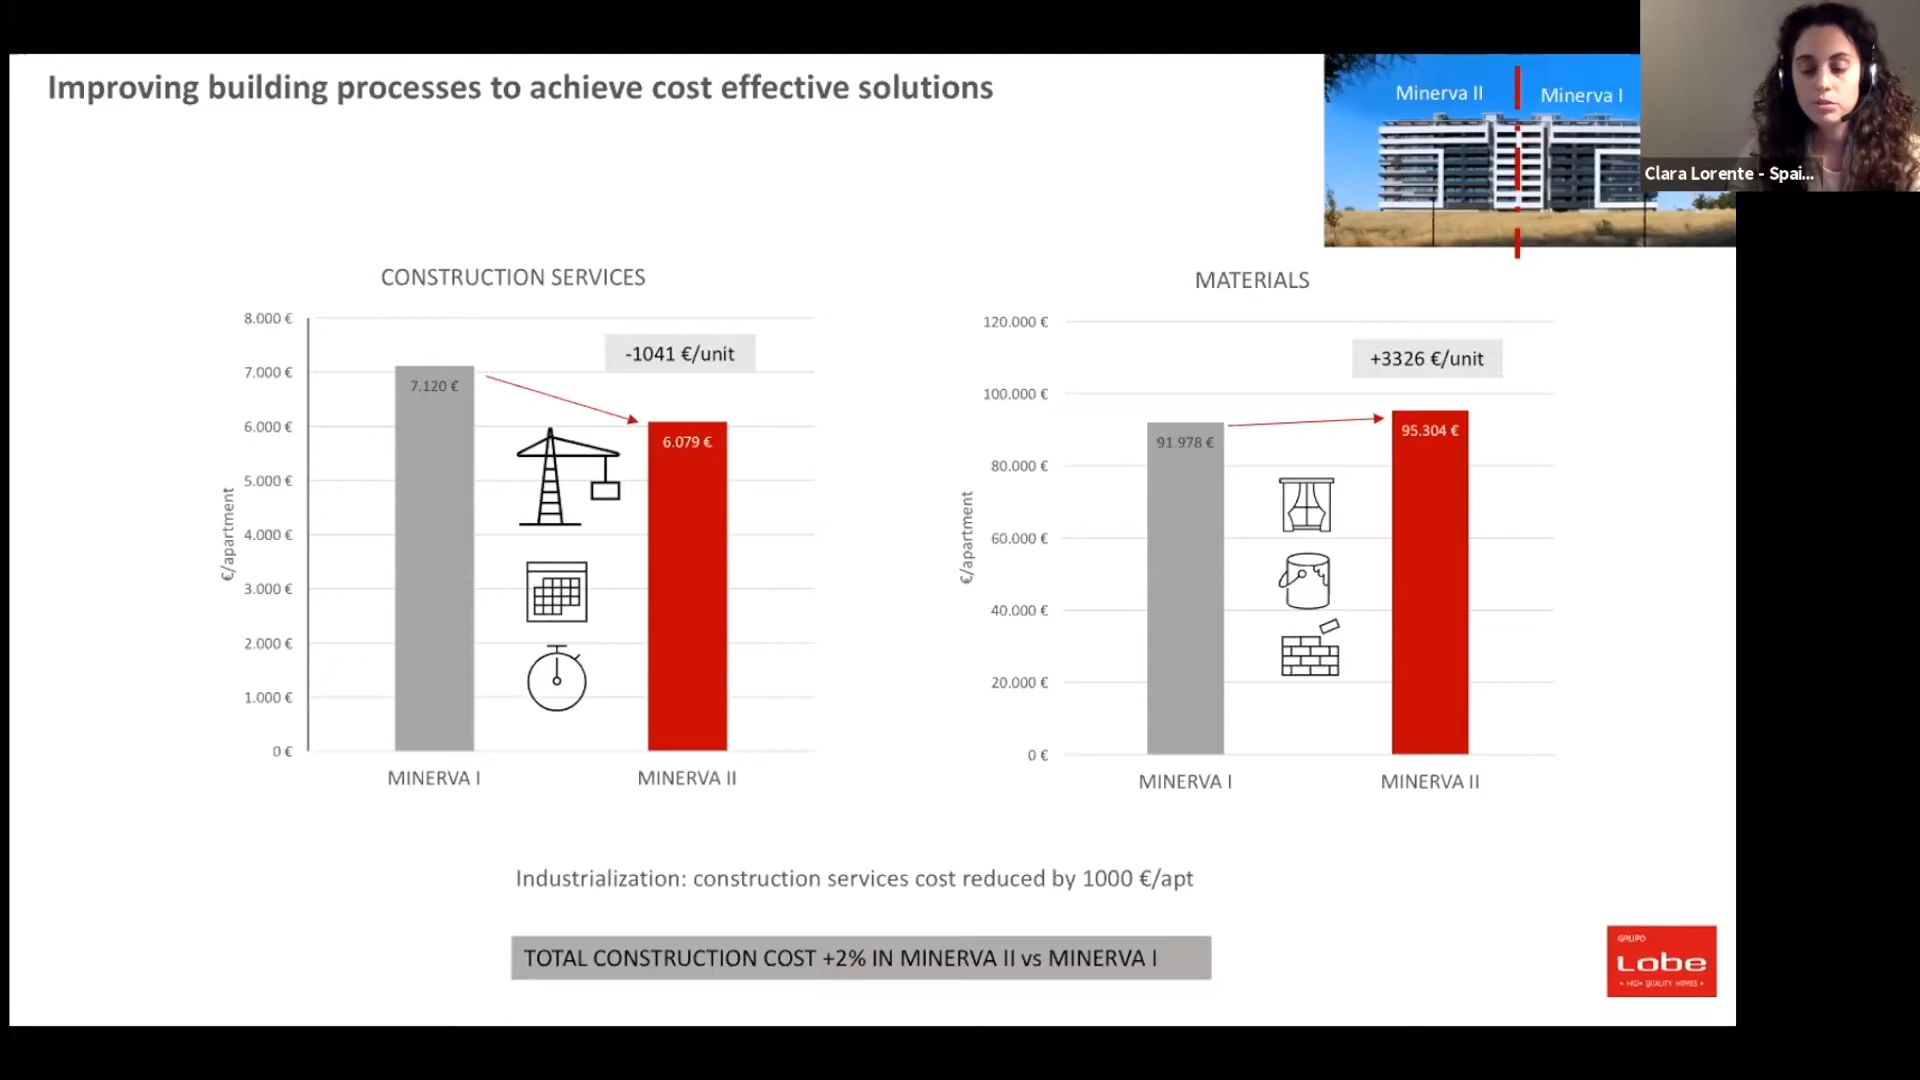 Improving building processes to achieve cost effective solutions
Minerva II
Minerva I
Clara Lorente - Spai...
CONSTRUCTION SERVICES
8.000 €
7.000 €
6.000 €
5.000 €
4.000 €
3.000 €
2.000 €
1.000 €
0 €
€/apartment
-1041 €/unit
7.120 €
6.079 €
MINERVA I
MINERVA II
MATERIALS
120.000 €
100.000 €
80.000 €
60.000 €
40.000 €
20.000 €
0 €
€/apartment
+3326 €/unit
91.978 €
95.304 €
MINERVA I
MINERVA II
Industrialization: construction services cost reduced by 1000 €/apt
TOTAL CONSTRUCTION COST +2% IN MINERVA II vs MINERVA I
GRUPO
Lobe
• HIGH QUALITY HOMES •